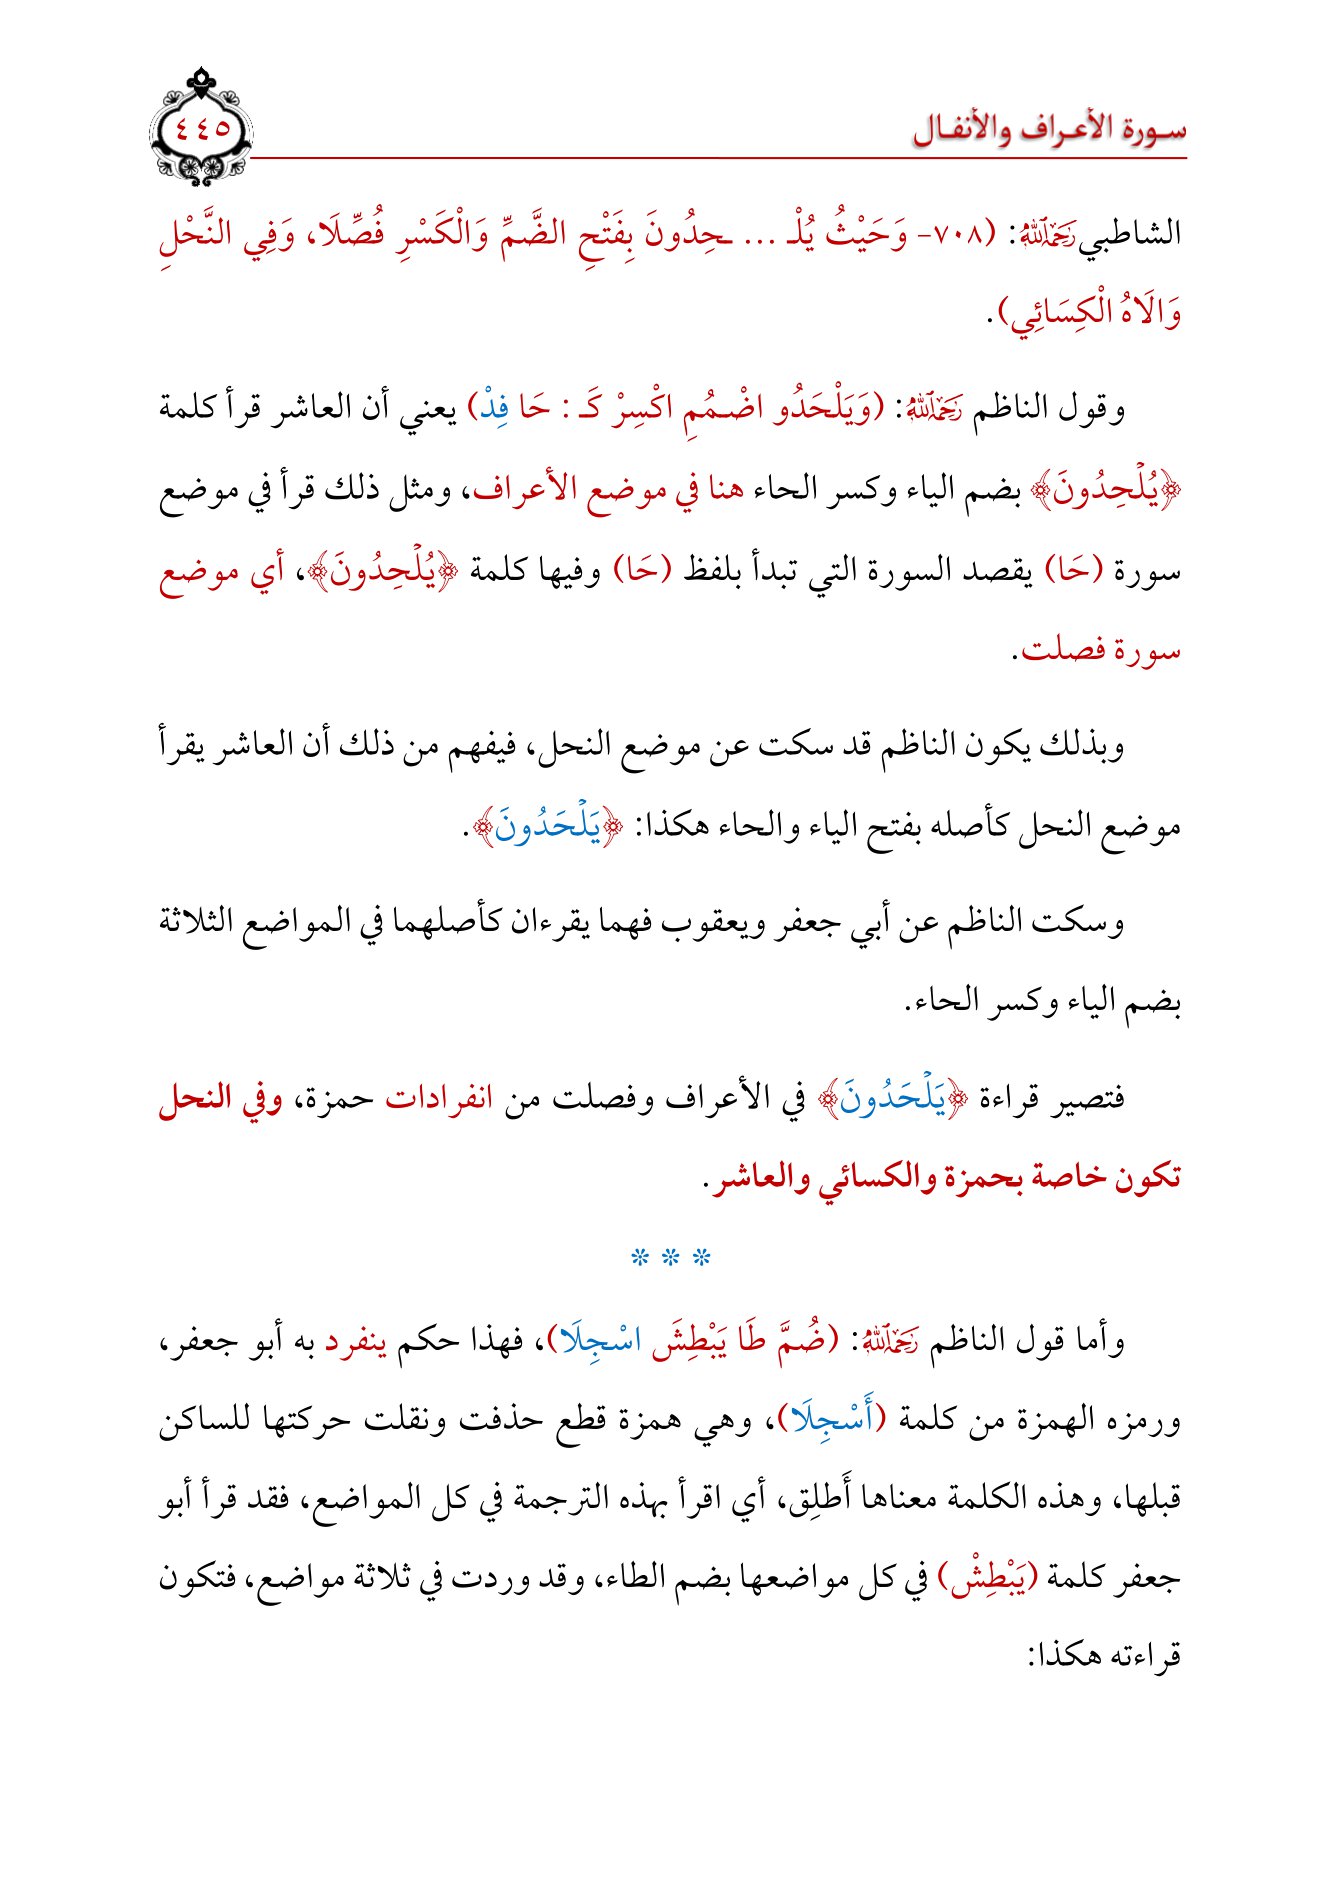 سورة الأعراف والأنفال
٤٤٥
الشاطبي رَحِمَهُ ٱللَّهُ: (٧٠٨- وَحَيْثُ يُلْـ ... ـحِدُونَ بِفَتْحِ الضَّمِّ وَالْكَسْرِ فُصِّلَا، وَفِي النَّحْلِ
وَالَاهُ الْكِسَائِي).
وقول الناظم رَحِمَهُ ٱللَّهُ: (وَيَلْحَدُو اضْمُمِ اكْسِرْ كَـ : حَا فِدْ) يعني أن العاشر قرأ كلمة
﴿يُلۡحِدُونَ﴾ بضم الياء وكسر الحاء هنا في موضع الأعراف، ومثل ذلك قرأ في موضع
سورة (حَا) يقصد السورة التي تبدأ بلفظ (حَا) وفيها كلمة ﴿يُلۡحِدُونَ﴾، أي موضع
سورة فصلت.
وبذلك يكون الناظم قد سكت عن موضع النحل، فيفهم من ذلك أن العاشر يقرأ
موضع النحل كأصله بفتح الياء والحاء هكذا: ﴿يَلۡحَدُونَ﴾.
وسكت الناظم عن أبي جعفر ويعقوب فهما يقرءان كأصلهما في المواضع الثلاثة
بضم الياء وكسر الحاء.
فتصير قراءة ﴿يَلۡحَدُونَ﴾ في الأعراف وفصلت من انفرادات حمزة، وفي النحل
تكون خاصة بحمزة والكسائي والعاشر.
* * *
وأما قول الناظم رَحِمَهُ ٱللَّهُ: (ضُمَّ طَا يَبْطِشَ اسْجِلَا)، فهذا حكم ينفرد به أبو جعفر،
ورمزه الهمزة من كلمة (أَسْجِلَا)، وهي همزة قطع حذفت ونقلت حركتها للساكن
قبلها، وهذه الكلمة معناها أَطلِق، أي اقرأ بهذه الترجمة في كل المواضع، فقد قرأ أبو
جعفر كلمة (يَبْطِشْ) في كل مواضعها بضم الطاء، وقد وردت في ثلاثة مواضع، فتكون
قراءته هكذا: